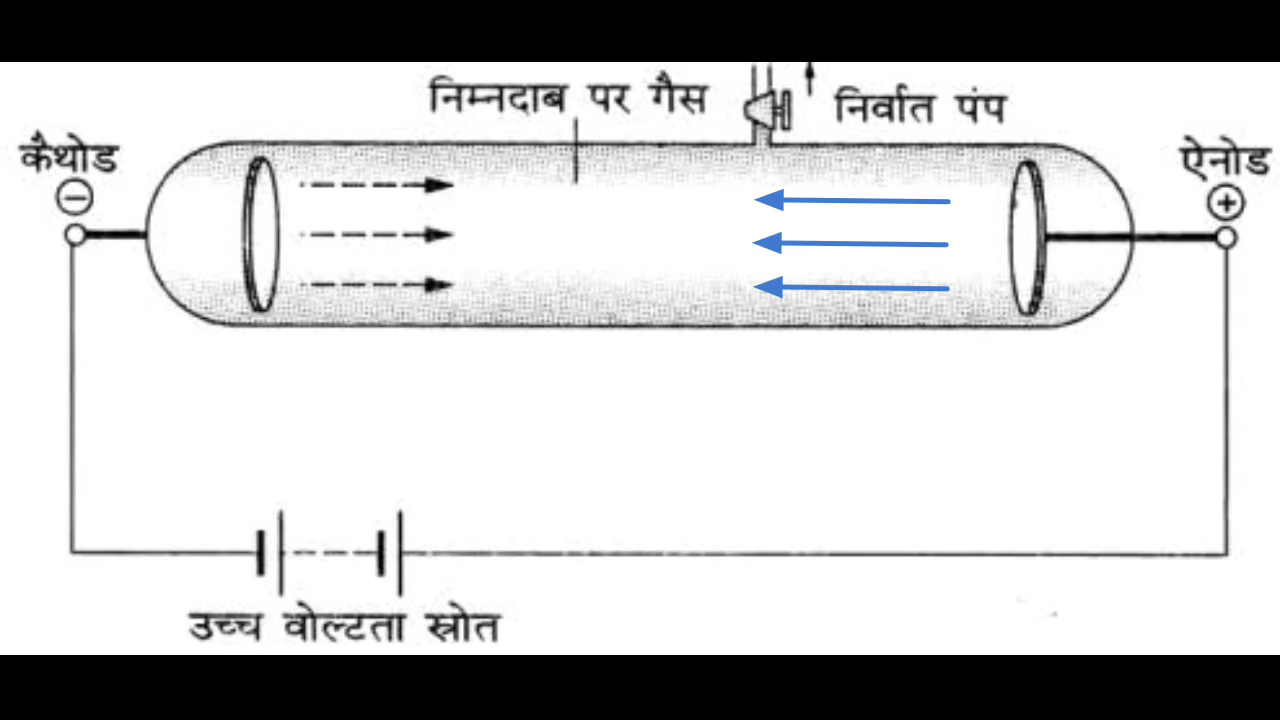 निम्नदाब पर गैस
निर्वात पंप
कैथोड
−
ऐनोड
+
उच्च वोल्टता स्रोत